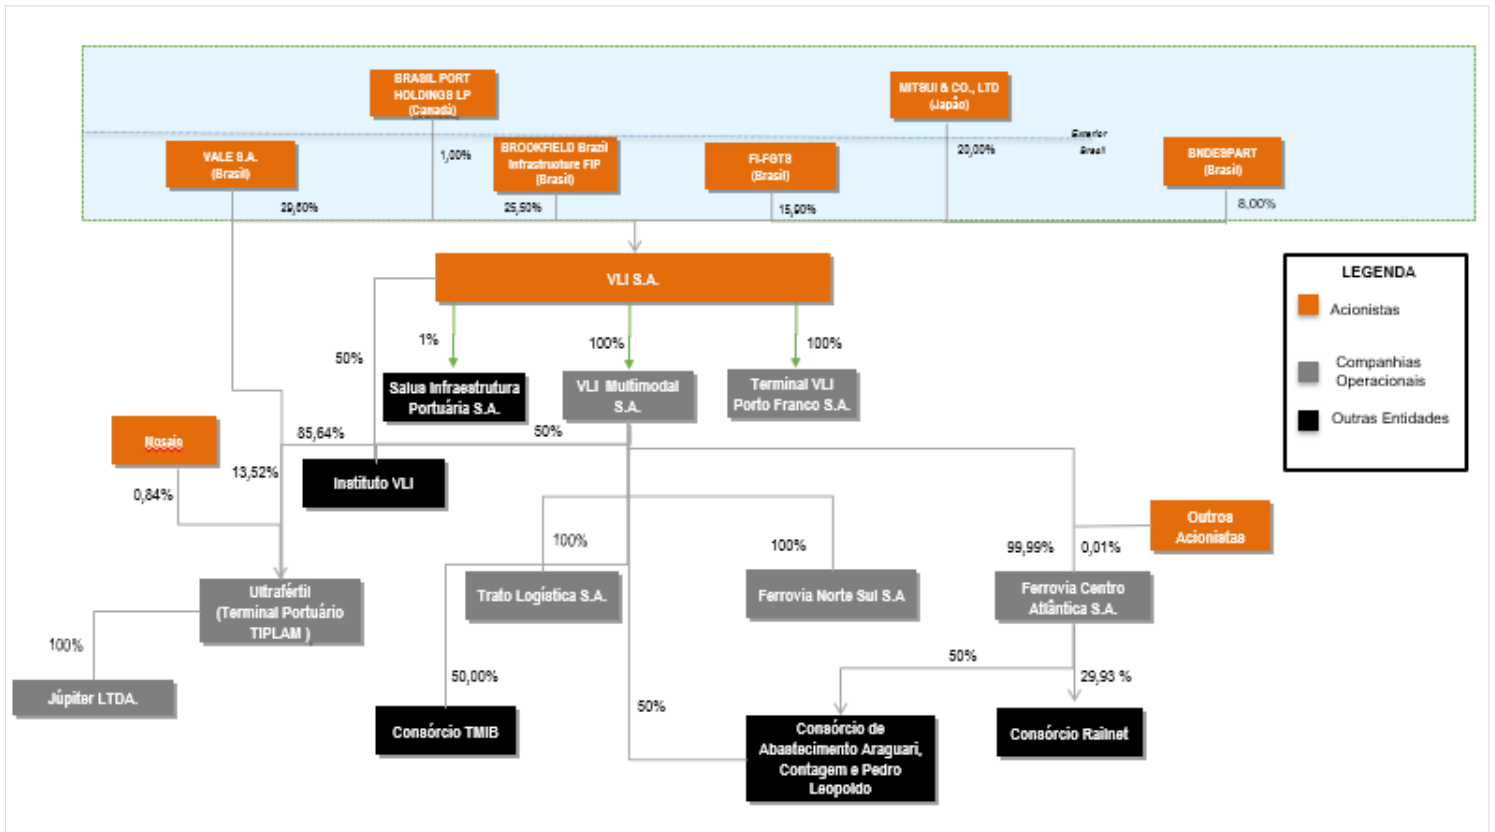 BRASIL PORT
HOLDINGS LP
(Canadá)
MITSUI & CO., LTD
(Japão)
Exterior
Brasil
VALE S.A.
(Brasil)
1,00%
BROOKFIELD Brazil
Infrastructure FIP
(Brasil)
FI-FGTS
(Brasil)
20,00%
BNDESPART
(Brasil)
29,60%
25,50%
15,90%
8,00%
VLI S.A.
LEGENDA
Acionistas
Companhias
Operacionais
Outras Entidades
1%
100%
100%
50%
Salus Infraestrutura
Portuária S.A.
VLI Multimodal
S.A.
Terminal VLI
Porto Franco S.A.
Mosaic
85,64%
50%
13,52%
0,84%
Instituto VLI
Outros
Acionistas
100%
100%
99,99%
0,01%
Ultrafértil
(Terminal Portuário
TIPLAM )
Trato Logística S.A.
Ferrovia Norte Sul S.A
Ferrovia Centro
Atlântica S.A.
100%
50%
50,00%
29,93 %
Júpiter LTDA.
50%
Consórcio TMIB
Consórcio de
Abastecimento Araguari,
Contagem e Pedro
Leopoldo
Consórcio Railnet